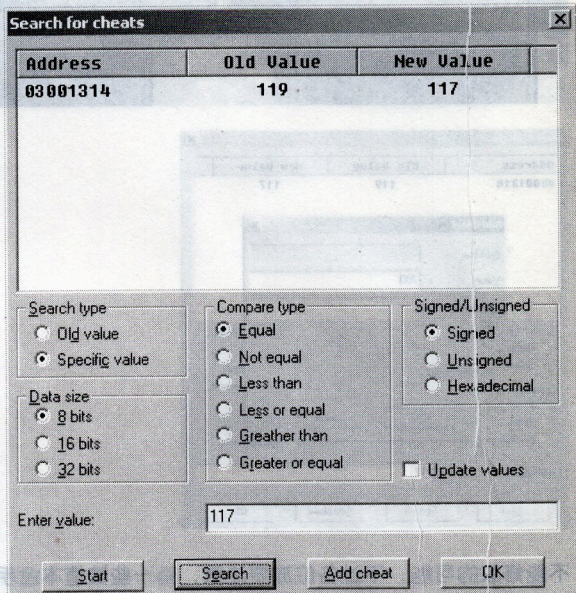 Search for cheats
Address Old Value New Value
03001314 119 117
Search type
Old value
Specific value
Data size
8 bits
16 bits
32 bits
Compare type
Equal
Not equal
Less than
Less or equal
Greather than
Greater or equal
Signed/Unsigned
Signed
Unsigned
Hexadecimal
Update values
Enter value: 117
Start Search Add cheat OK